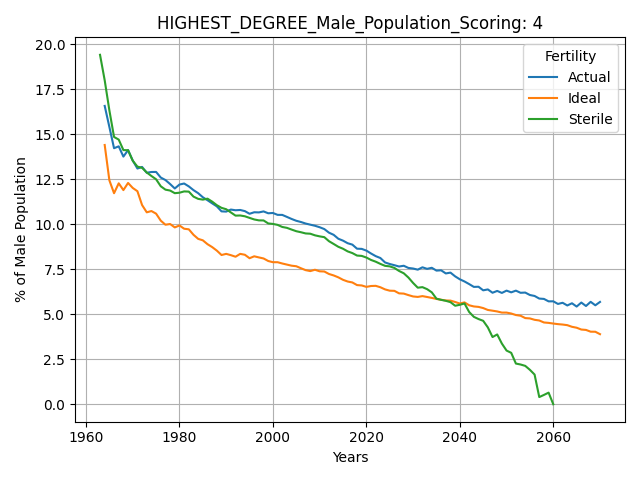 HIGHEST_DEGREE_Male_Population_Scoring: 4
Fertility
Actual
Ideal
Sterile
% of Male Population
20.0
17.5
15.0
12.5
10.0
7.5
5.0
2.5
0.0
1960 1980 2000 2020 2040 2060
Years